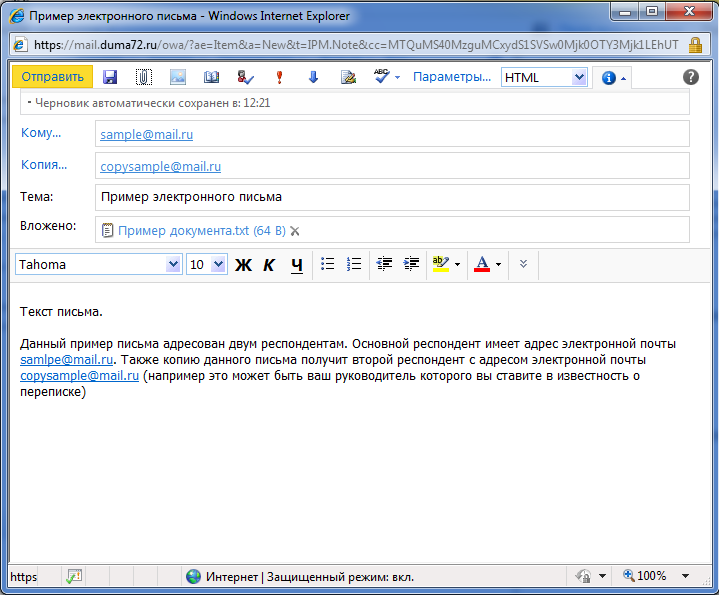 Пример электронного письма - Windows Internet Explorer
https://mail.duma72.ru/owa/?ae=Item&a=New&t=IPM.Note&cc=MTQuMS40MzguMCxydS1SVSw0Mjk0OTY3Mjk1LEhUT
Отправить ABC Параметры... HTML
• Черновик автоматически сохранен в: 12:21
Кому... sample@mail.ru
Копия... copysample@mail.ru
Тема: Пример электронного письма
Вложено: Пример документа.txt (64 B)
Tahoma 10 Ж К Ч ab A
Текст письма.
Данный пример письма адресован двум респондентам. Основной респондент имеет адрес электронной почты
samlpe@mail.ru. Также копию данного письма получит второй респондент с адресом электронной почты
copysample@mail.ru (например это может быть ваш руководитель которого вы ставите в известность о
переписке)
https Интернет | Защищенный режим: вкл. 100%